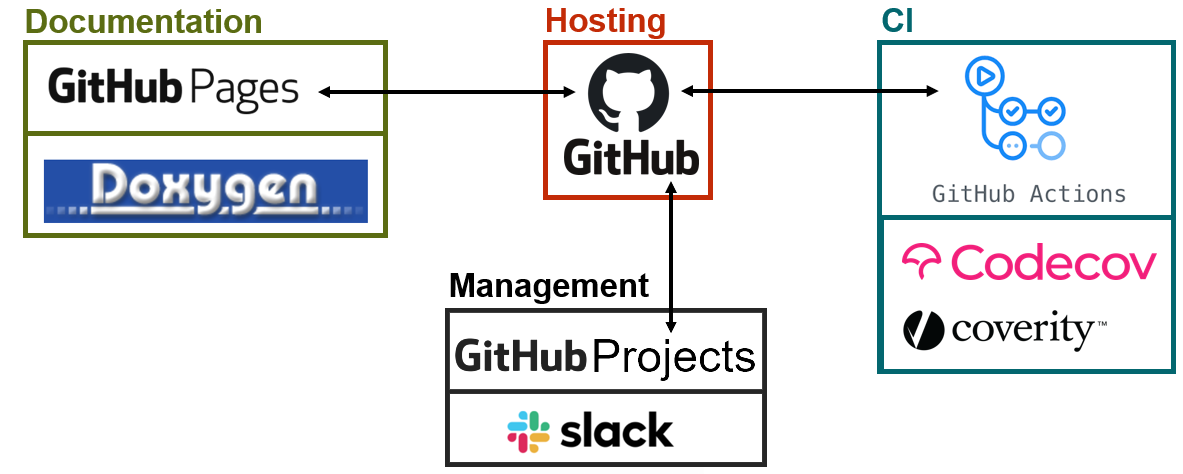 Documentation
GitHub Pages
Doxygen
Hosting
GitHub
CI
GitHub Actions
Codecov
coverity™
Management
GitHub Projects
slack